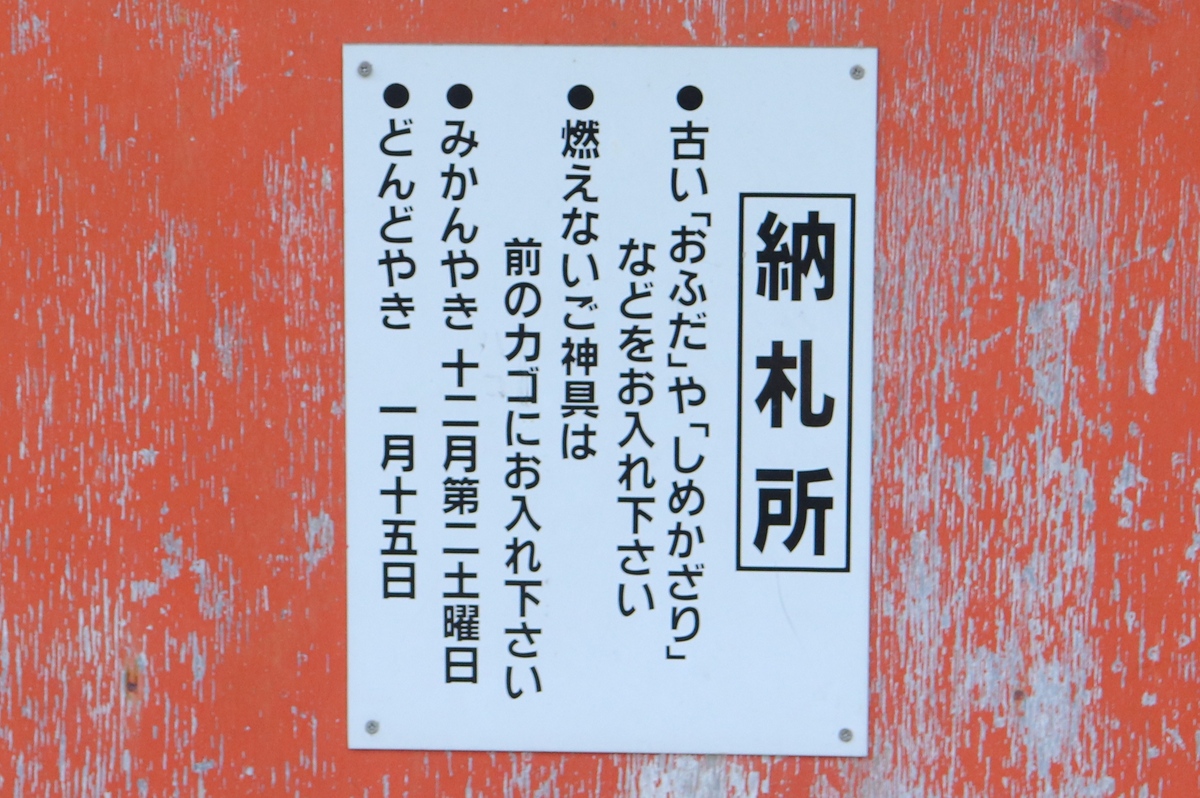 納札所
●古い「おふだ」や「しめかざり」
などをお入れ下さい
●燃えないご神具は
前のカゴにお入れ下さい
●みかんやき 十二月第二土曜日
●どんどやき 一月十五日